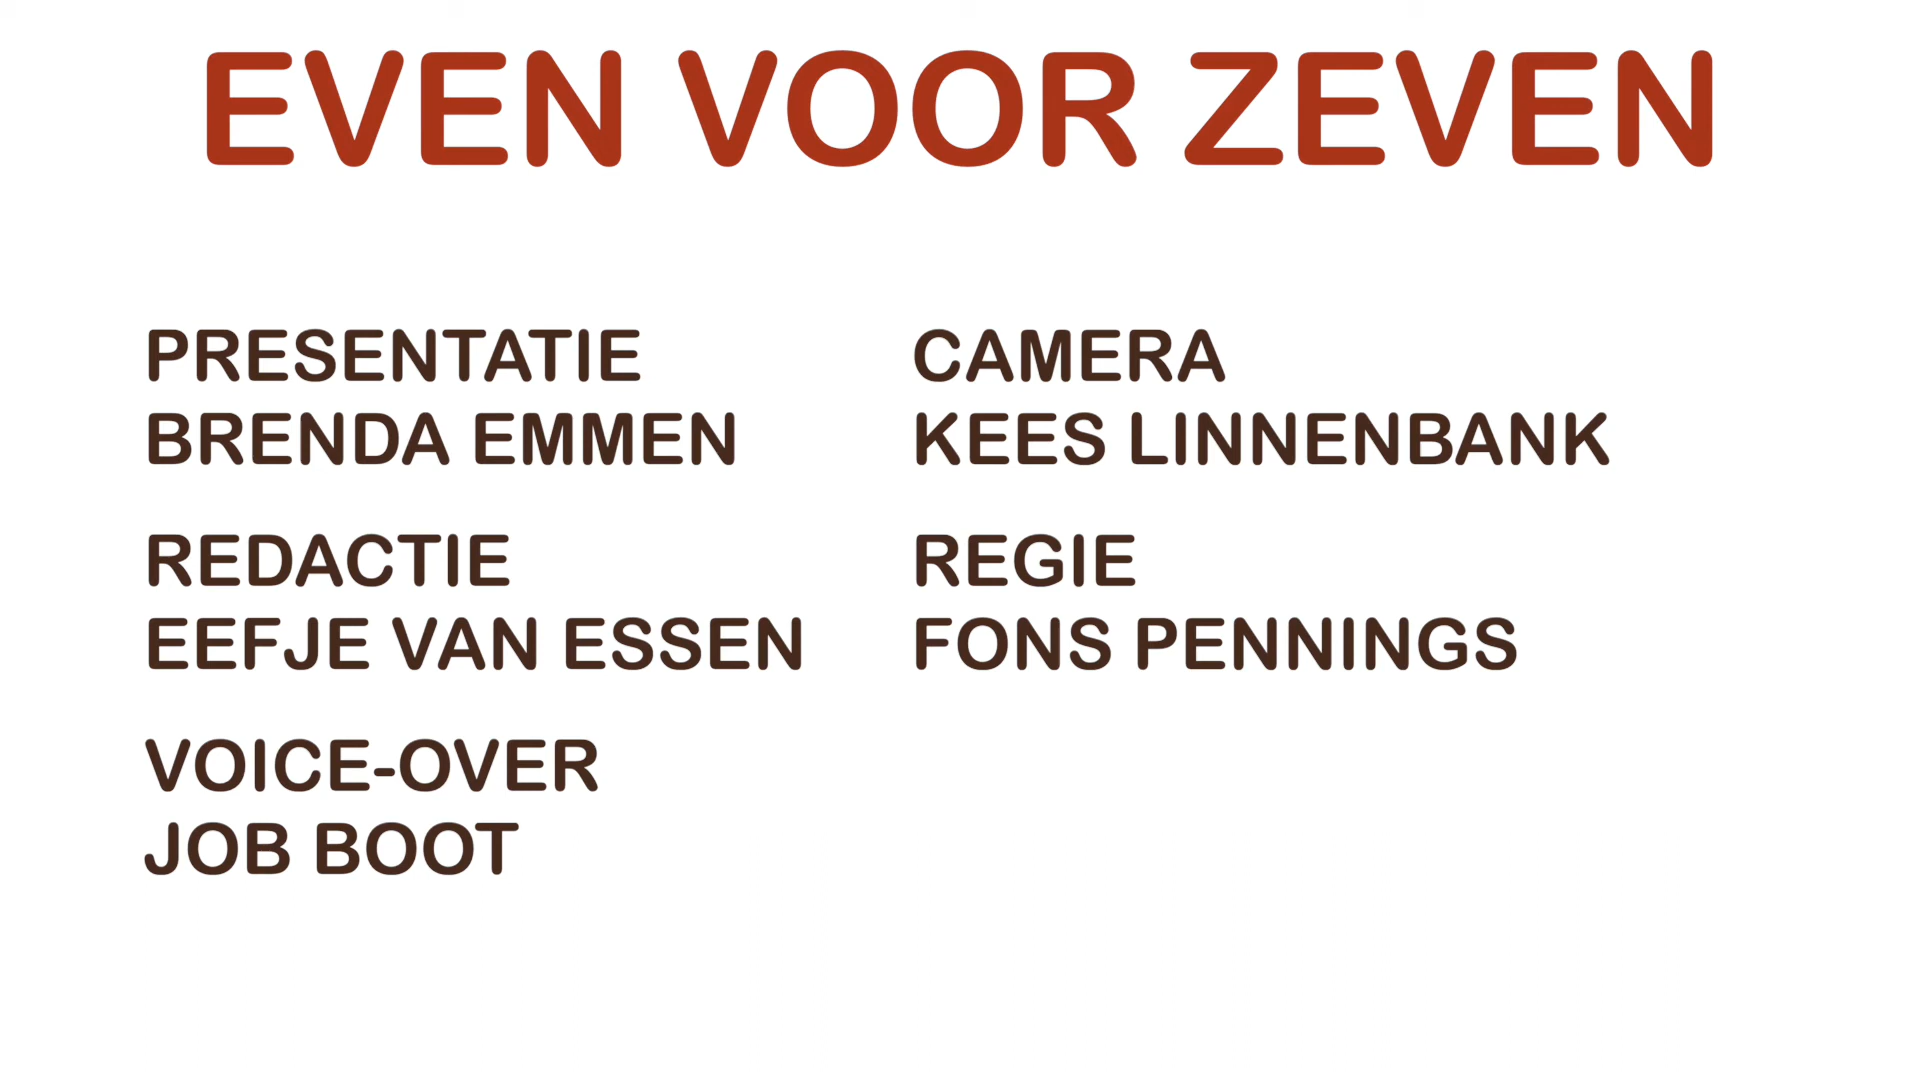 EVEN VOOR ZEVEN
PRESENTATIE
BRENDA EMMEN
REDACTIE
EEFJE VAN ESSEN
VOICE-OVER
JOB BOOT
CAMERA
KEES LINNENBANK
REGIE
FONS PENNINGS